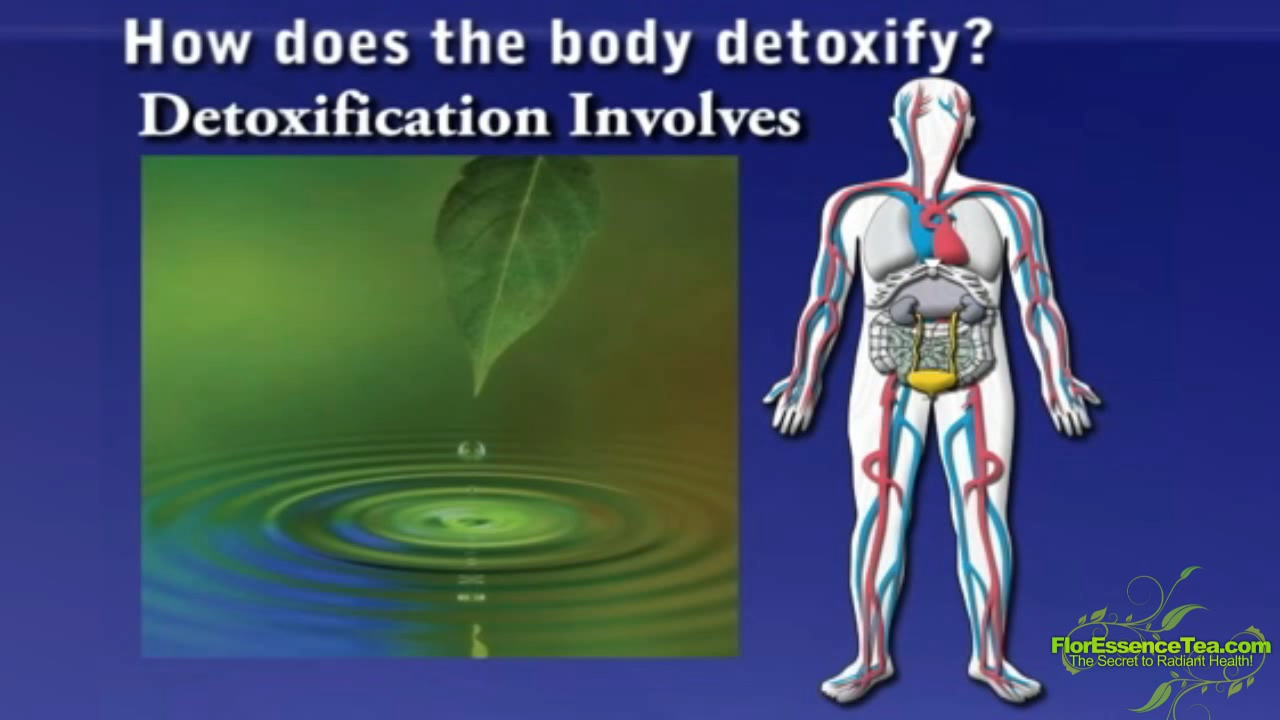 How does the body detoxify?
Detoxification Involves
FlorEssenceTea.com
The Secret to Radiant Health!